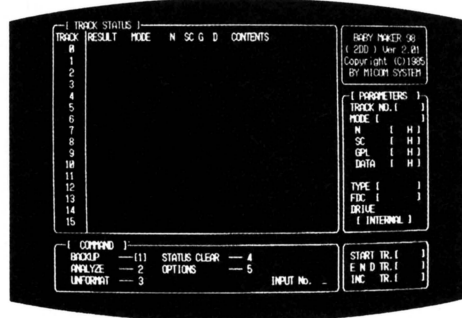 [ TRACK STATUS ]
TRACK RESULT MODE N SC G D CONTENTS
0
1
2
3
4
5
6
7
8
9
10
11
12
13
14
15
BABY MAKER 98
( 2DD ) Ver 2.01
Copyright (C)1985
BY MICOM SYSTEM
[ PARAMETERS ]
TRACK NO.[ ]
MODE [ ]
N [ H ]
SC [ H ]
GPL [ H ]
DATA [ H ]
TYPE [ ]
FDC [ ]
DRIVE
[ INTERNAL ]
[ COMMAND ]
BACKUP —[1] STATUS CLEAR — 4
ANALYZE — 2 OPTIONS — 5
UNFORMAT — 3 INPUT No. _
START TR.[ ]
E N D TR.[ ]
INC TR.[ ]